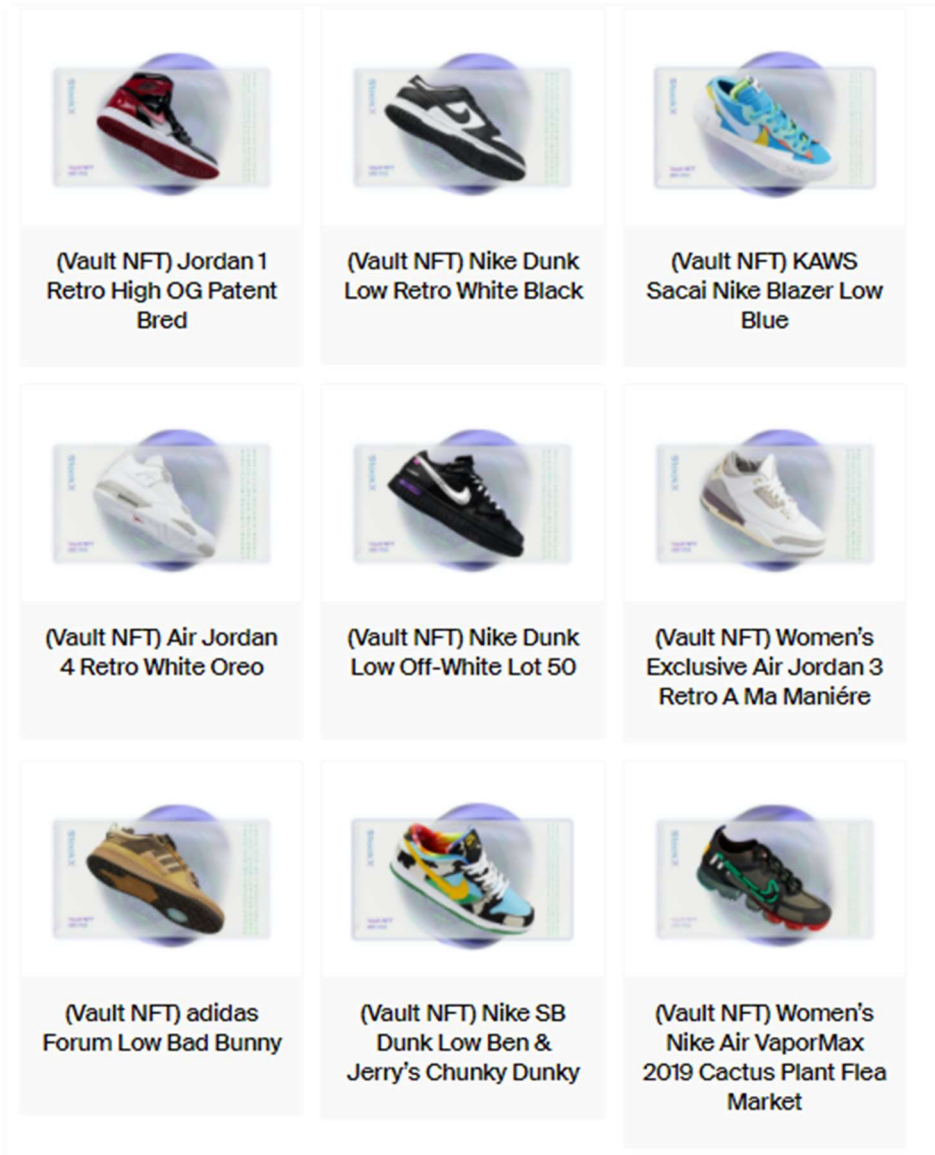 (Vault NFT) Jordan 1
Retro High OG Patent
Bred
(Vault NFT) Nike Dunk
Low Retro White Black
(Vault NFT) KAWS
Sacai Nike Blazer Low
Blue
(Vault NFT) Air Jordan
4 Retro White Oreo
(Vault NFT) Nike Dunk
Low Off-White Lot 50
(Vault NFT) Women’s
Exclusive Air Jordan 3
Retro A Ma Maniére
(Vault NFT) adidas
Forum Low Bad Bunny
(Vault NFT) Nike SB
Dunk Low Ben &
Jerry’s Chunky Dunky
(Vault NFT) Women’s
Nike Air VaporMax
2019 Cactus Plant Flea
Market